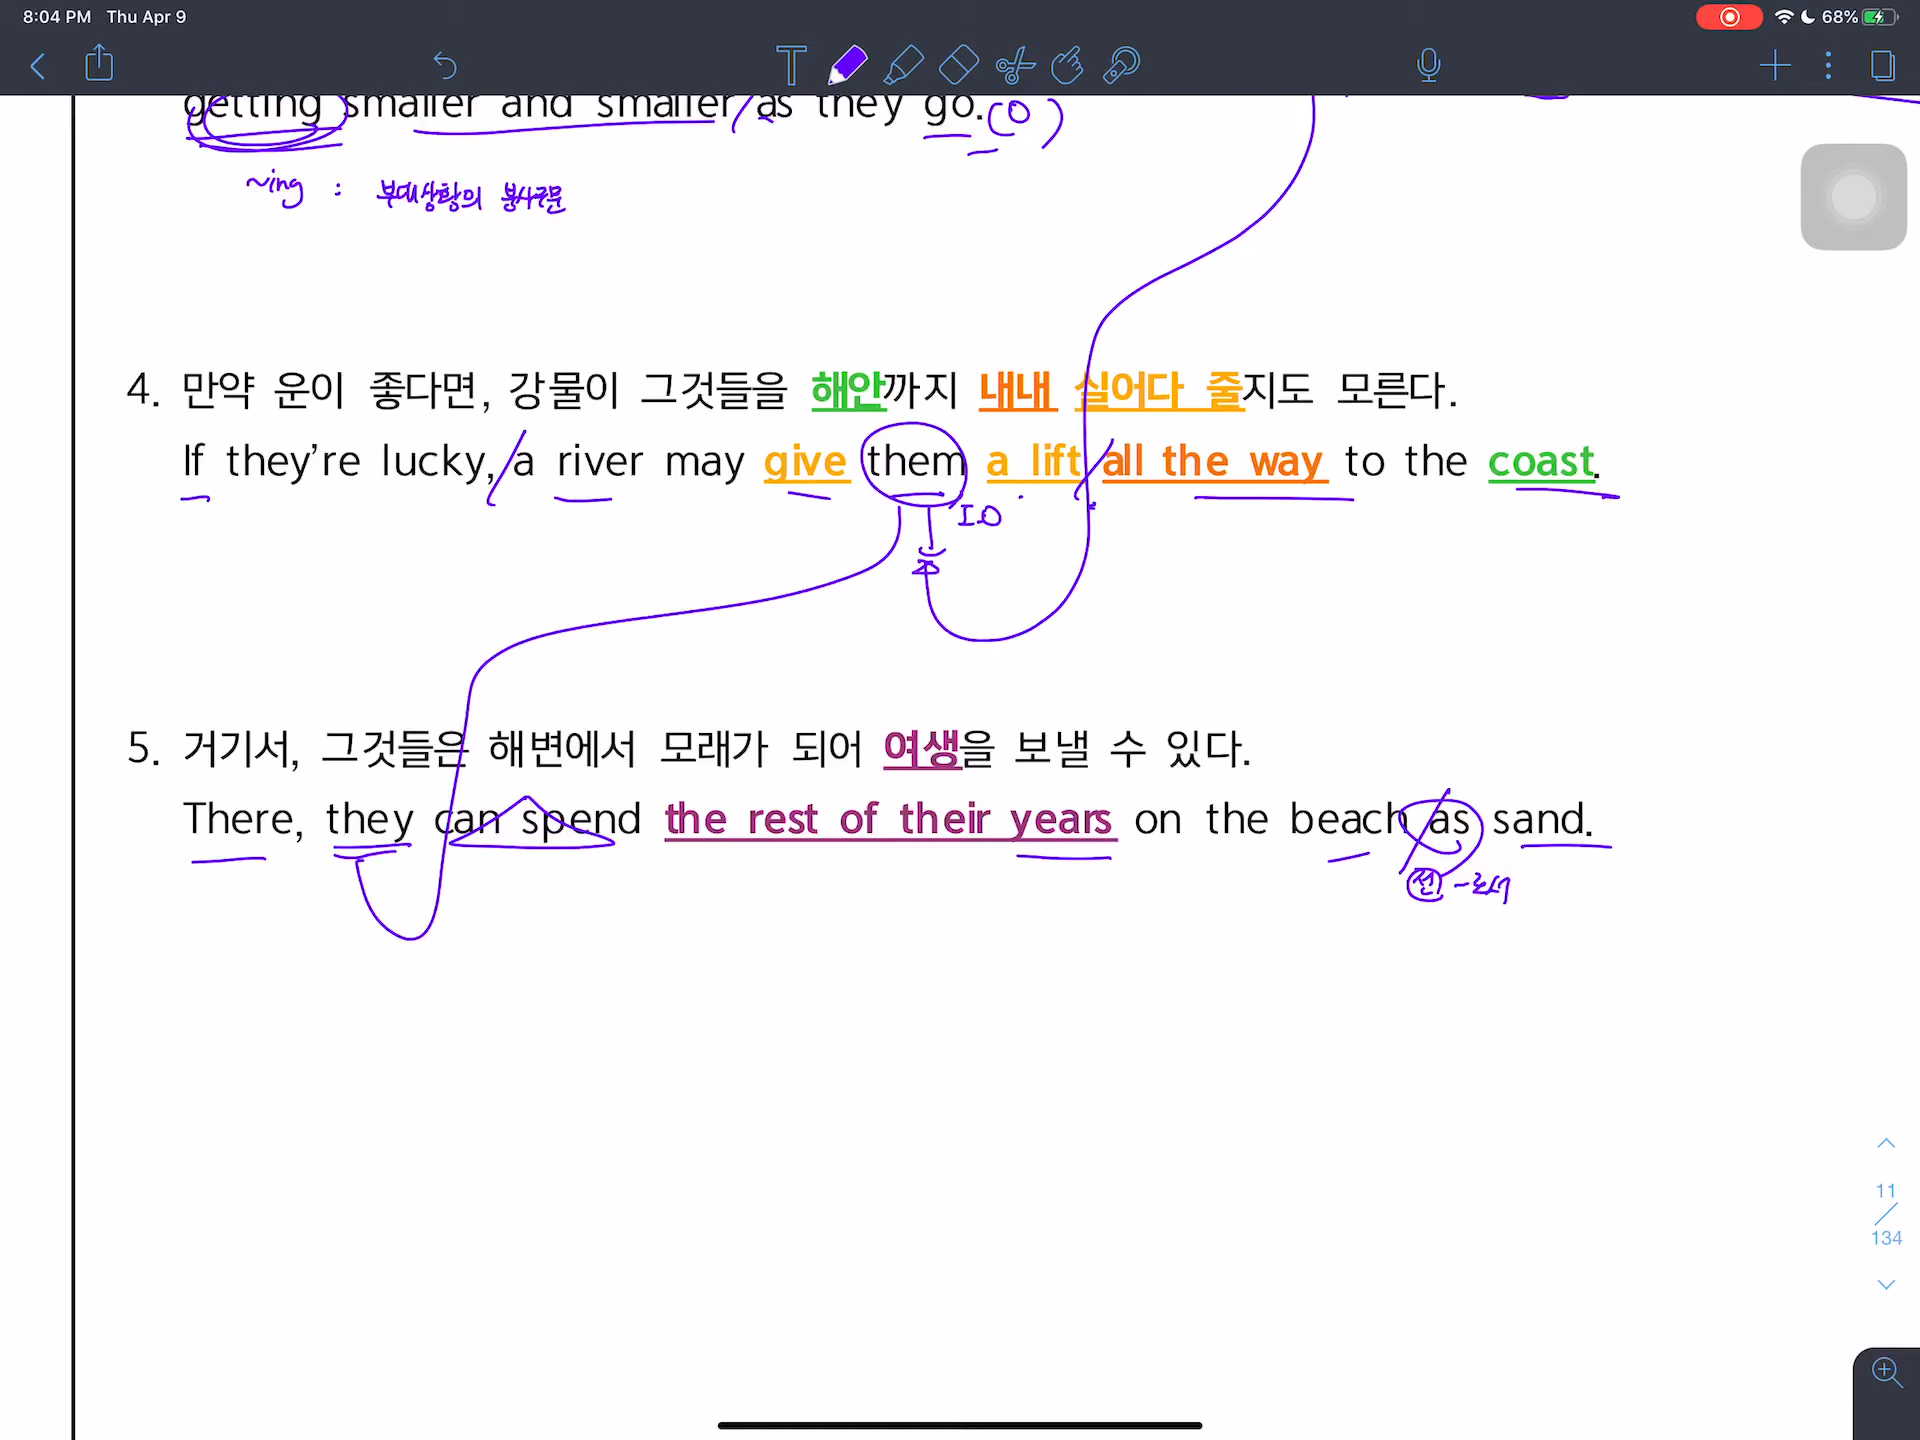 8:04 PM Thu Apr 9
68%
getting smaller and smaller as they go. (O)
~ing : 부대상황의 분사구문
4. 만약 운이 좋다면, 강물이 그것들을 해안까지 내내 실어다 줄지도 모른다.
If they're lucky, a river may give them a lift all the way to the coast.
I.O
5. 거기서, 그것들은 해변에서 모래가 되어 여생을 보낼 수 있다.
There, they can spend the rest of their years on the beach as sand.
전 -로서
11
134